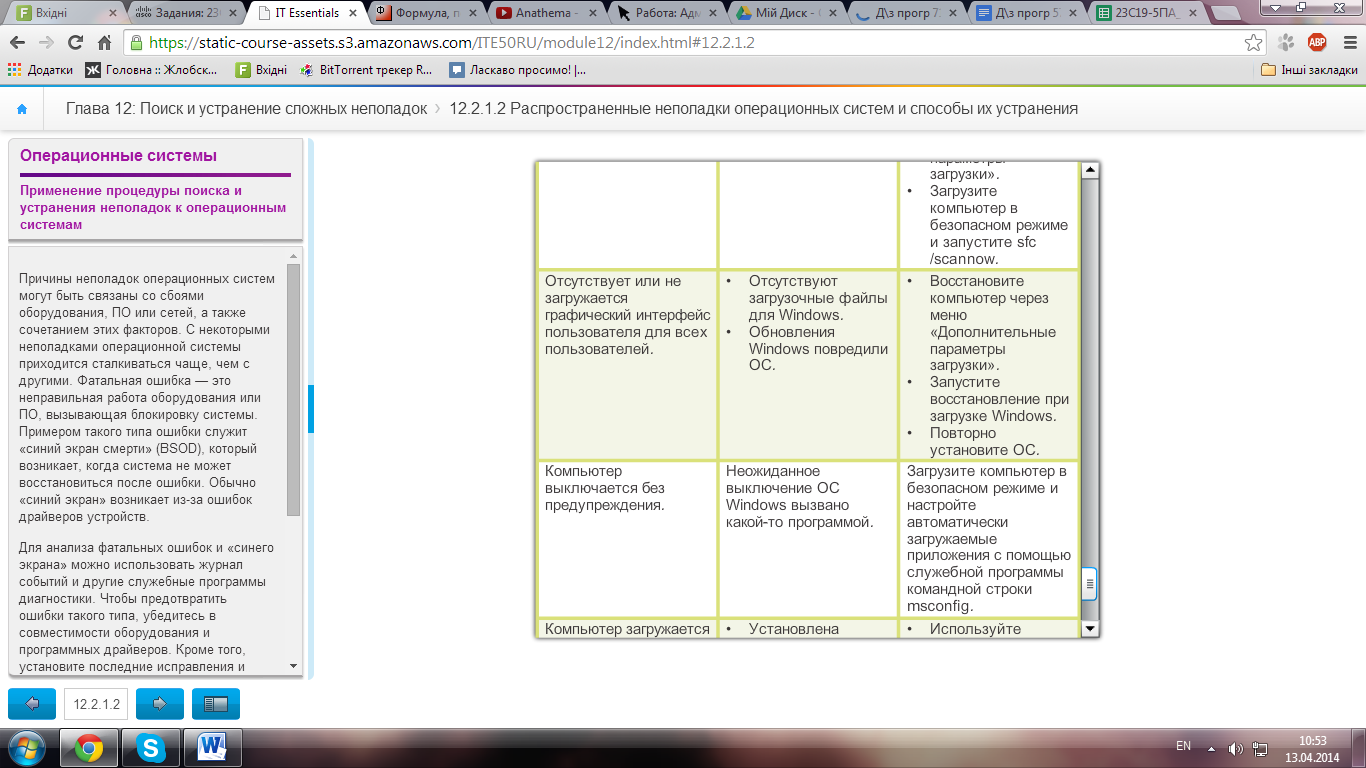 Вхідні
Задания: 23
IT Essentials
Формула, п
Anathema -
Работа: Адм
Мій Диск -
Д\з прогр 7
Д\з прогр 5
23С19-5ПА_
https://static-course-assets.s3.amazonaws.com/ITE50RU/module12/index.html#12.2.1.2
Додатки
Головна :: Жлобск...
Вхідні
BitTorrent трекер R...
Ласкаво просимо! |...
Інші закладки
Глава 12: Поиск и устранение сложных неполадок
12.2.1.2 Распространенные неполадки операционных систем и способы их устранения
Операционные системы
Применение процедуры поиска и
устранения неполадок к операционным
системам
Причины неполадок операционных систем
могут быть связаны со сбоями
оборудования, ПО или сетей, а также
сочетанием этих факторов. С некоторыми
неполадками операционной системы
приходится сталкиваться чаще, чем с
другими. Фатальная ошибка — это
неправильная работа оборудования или
ПО, вызывающая блокировку системы.
Примером такого типа ошибки служит
«синий экран смерти» (BSOD), который
возникает, когда система не может
восстановиться после ошибки. Обычно
«синий экран» возникает из-за ошибок
драйверов устройств.
Для анализа фатальных ошибок и «синего
экрана» можно использовать журнал
событий и другие служебные программы
диагностики. Чтобы предотвратить
ошибки такого типа, убедитесь в
совместимости оборудования и
программных драйверов. Кроме того,
установите последние исправления и
параметры
загрузки».
• Загрузите
компьютер в
безопасном режиме
и запустите sfc
/scannow.
Отсутствует или не
загружается
графический интерфейс
пользователя для всех
пользователей.
• Отсутствуют
загрузочные файлы
для Windows.
• Обновления
Windows повредили
ОС.
• Восстановите
компьютер через
меню
«Дополнительные
параметры
загрузки».
• Запустите
восстановление при
загрузке Windows.
• Повторно
установите ОС.
Компьютер
выключается без
предупреждения.
Неожиданное
выключение ОС
Windows вызвано
какой-то программой.
Загрузите компьютер в
безопасном режиме и
настройте
автоматически
загружаемые
приложения с помощью
служебной программы
командной строки
msconfig.
Компьютер загружается
• Установлена
• Используйте
12.2.1.2
EN
10:53
13.04.2014